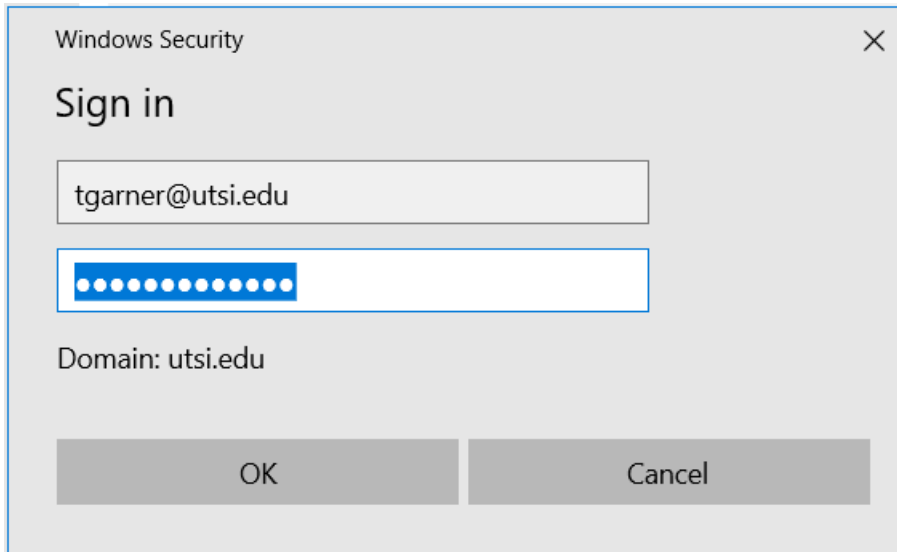 Windows Security
Sign in
tgarner@utsi.edu
●●●●●●●●●●●●●
Domain: utsi.edu
OK
Cancel